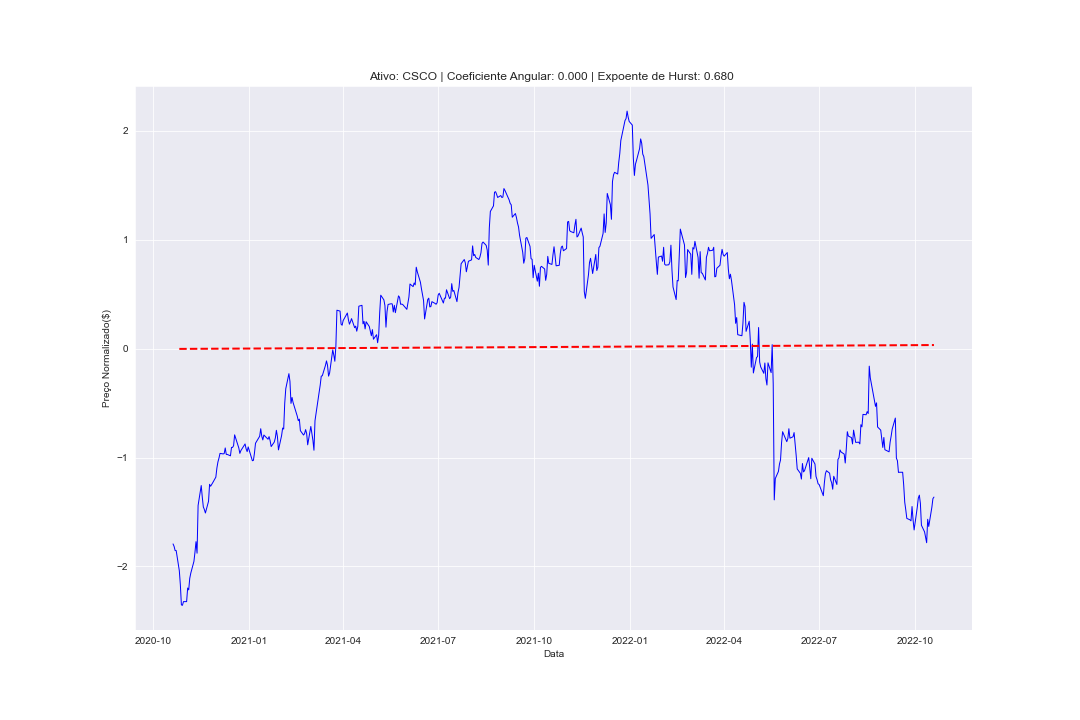 Ativo: CSCO | Coeficiente Angular: 0.000 | Expoente de Hurst: 0.680
Preço Normalizado($)
2
1
0
−1
−2
2020-10 2021-01 2021-04 2021-07 2021-10 2022-01 2022-04 2022-07 2022-10
Data